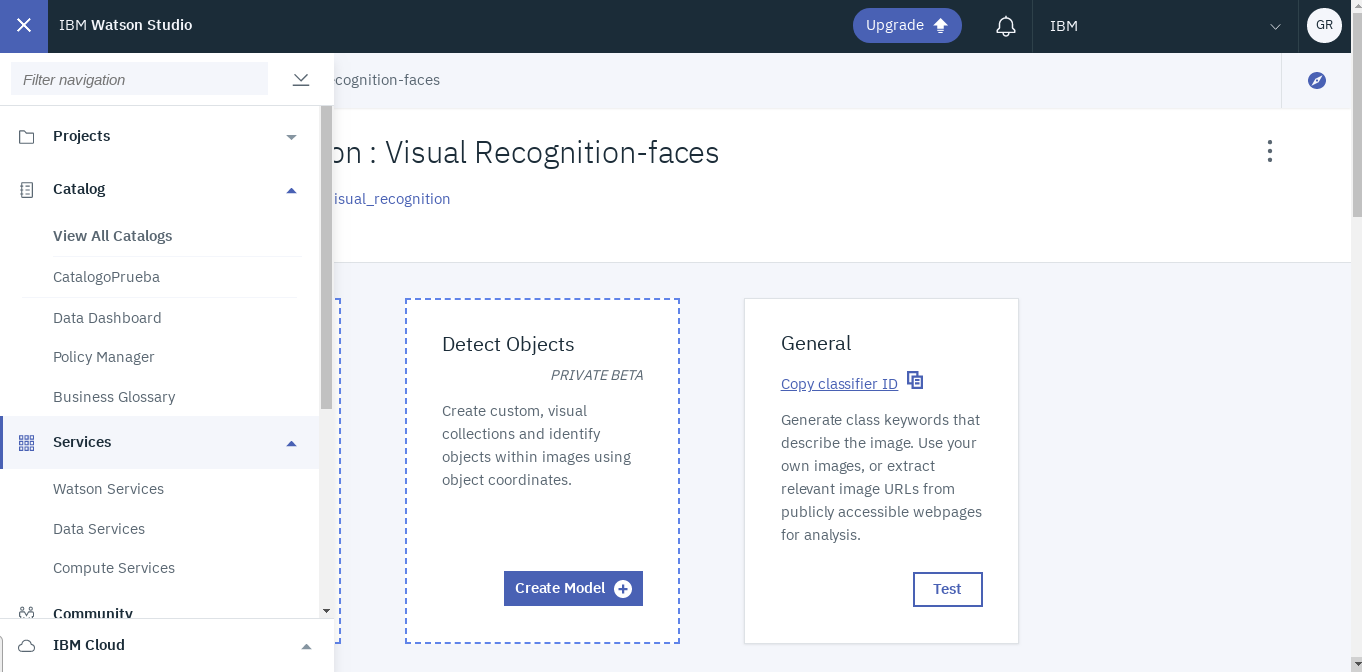 IBM Watson Studio
Upgrade
IBM
GR
Filter navigation
ecognition-faces
Projects
Catalog
View All Catalogs
CatalogoPrueba
Data Dashboard
Policy Manager
Business Glossary
Services
Watson Services
Data Services
Compute Services
Community
IBM Cloud
on : Visual Recognition-faces
isual_recognition
Detect Objects
PRIVATE BETA
Create custom, visual
collections and identify
objects within images using
object coordinates.
Create Model
General
Copy classifier ID
Generate class keywords that
describe the image. Use your
own images, or extract
relevant image URLs from
publicly accessible webpages
for analysis.
Test